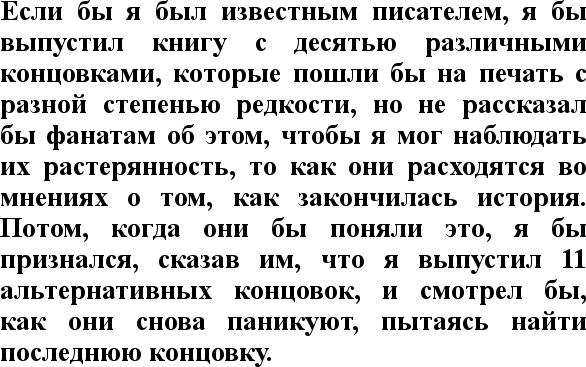 Если бы я был известным писателем, я бы
выпустил книгу с десятью различными
концовками, которые пошли бы на печать с
разной степенью редкости, но не рассказал
бы фанатам об этом, чтобы я мог наблюдать
их растерянность, то как они расходятся во
мнениях о том, как закончилась история.
Потом, когда они бы поняли это, я бы
признался, сказав им, что я выпустил 11
альтернативных концовок, и смотрел бы,
как они снова паникуют, пытаясь найти
последнюю концовку.